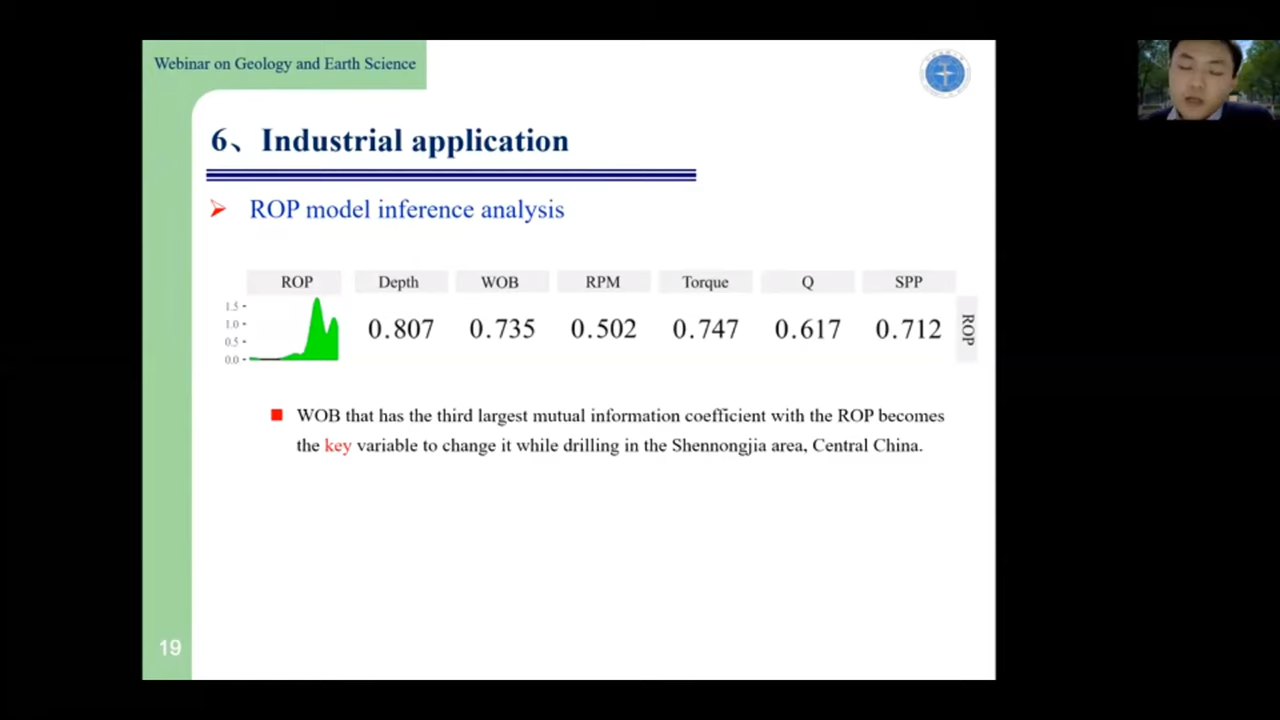 Webinar on Geology and Earth Science
6、Industrial application
ROP model inference analysis
ROP Depth WOB RPM Torque Q SPP
1.5
1.0
0.5
0.0
0.807 0.735 0.502 0.747 0.617 0.712
ROP
WOB that has the third largest mutual information coefficient with the ROP becomes
the key variable to change it while drilling in the Shennongjia area, Central China.
19